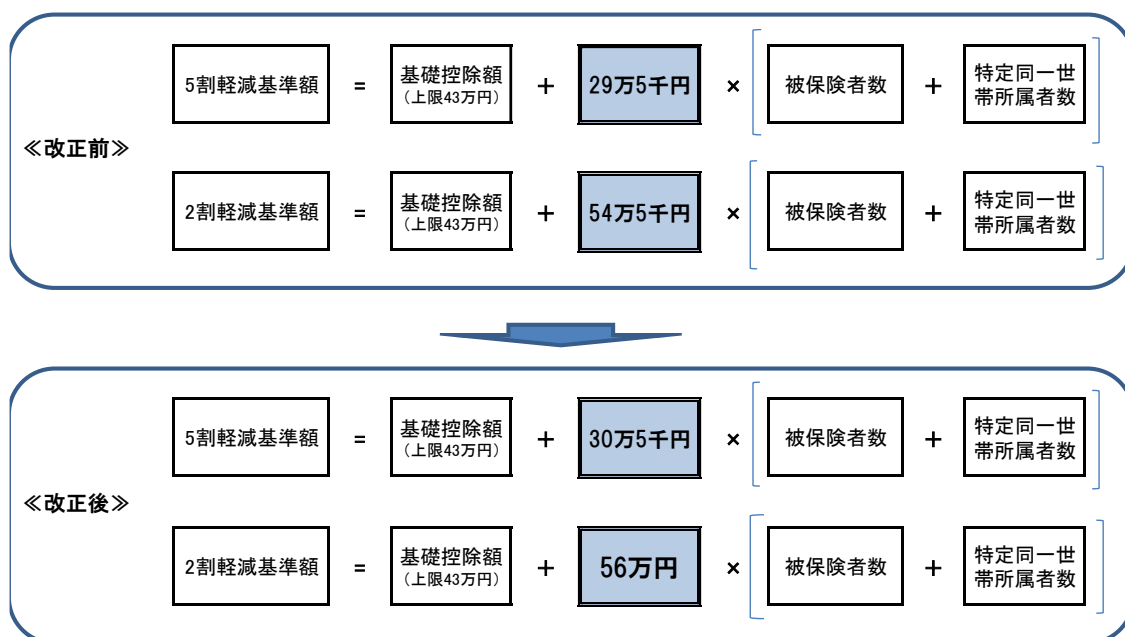 5割軽減基準額 = 基礎控除額 + 29万5千円 × 被保険者数 + 特定同一世
(上限43万円) 帯所属者数
≪改正前≫
2割軽減基準額 = 基礎控除額 + 54万5千円 × 被保険者数 + 特定同一世
(上限43万円) 帯所属者数
5割軽減基準額 = 基礎控除額 + 30万5千円 × 被保険者数 + 特定同一世
(上限43万円) 帯所属者数
≪改正後≫
2割軽減基準額 = 基礎控除額 + 56万円 × 被保険者数 + 特定同一世
(上限43万円) 帯所属者数